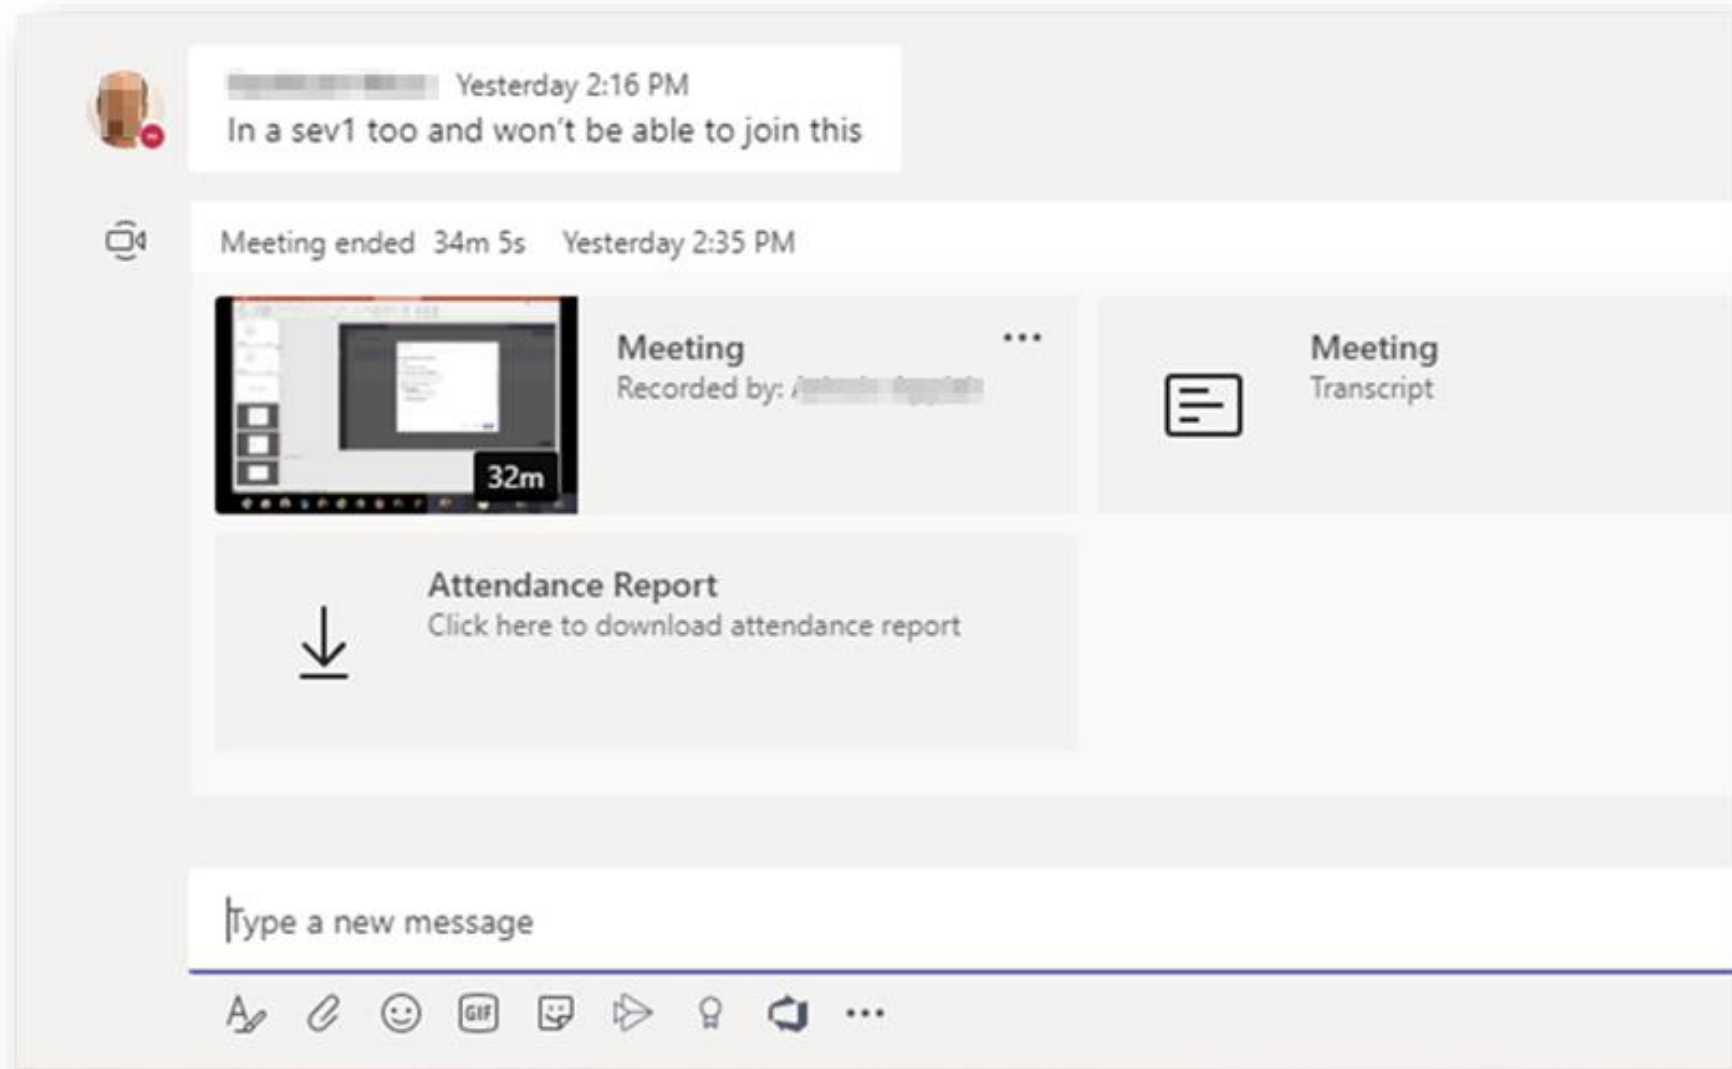 Yesterday 2:16 PM
In a sev1 too and won't be able to join this
Meeting ended 34m 5s Yesterday 2:35 PM
Meeting
Recorded by:
32m
Meeting
Transcript
Attendance Report
Click here to download attendance report
Type a new message
GIF